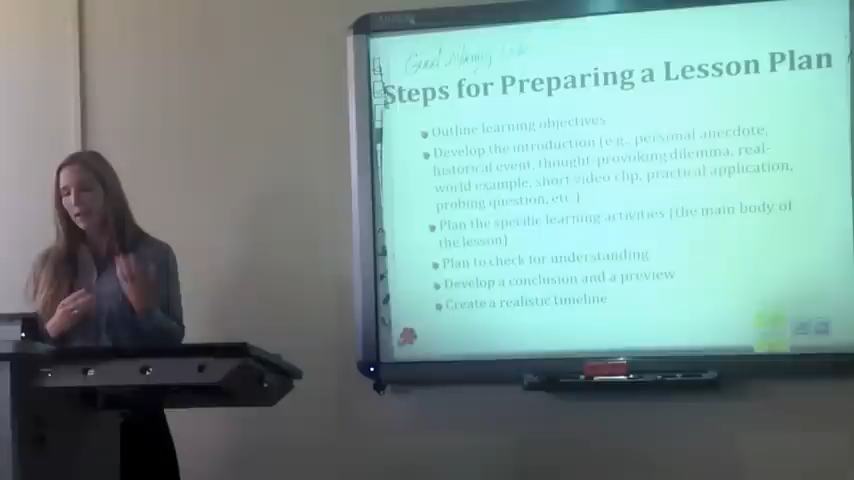 Good
Steps for Preparing a Lesson Plan
Outline learning objectives
Develop the introduction (e.g., personal anecdote,
historical event, thought-provoking dilemma, real-
world example, short video clip, practical application,
probing question, etc.)
Plan the specific learning activities (the main body of
the lesson)
Plan to check for understanding
Develop a conclusion and a preview
Create a realistic timeline